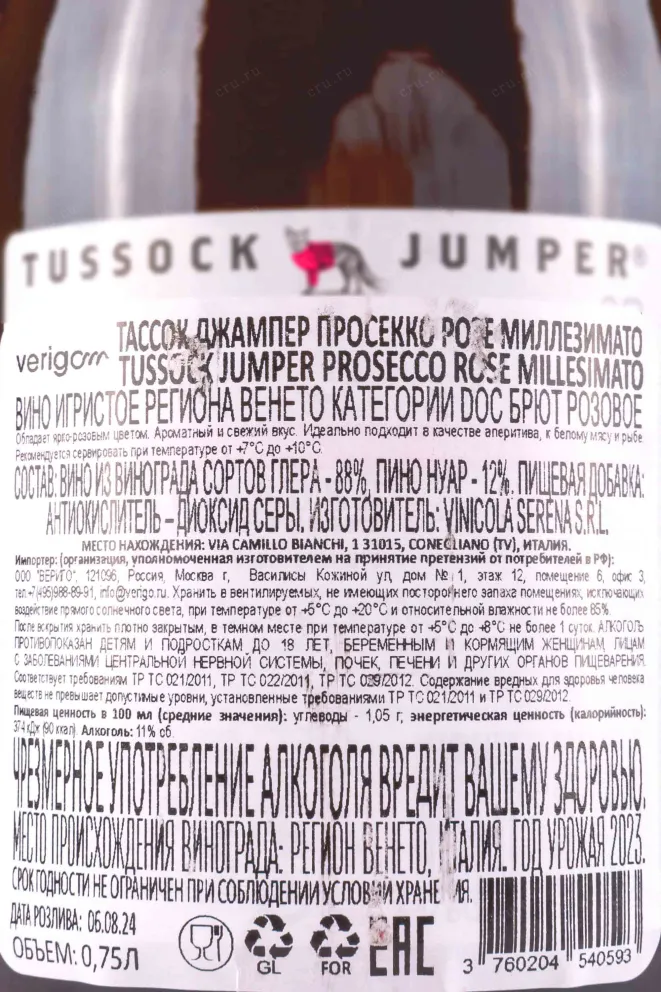 TUSSOCK JUMPER®
verigom
ТАССОК ДЖАМПЕР ПРОСЕККО РОЗЕ МИЛЛЕЗИМАТО
TUSSOCK JUMPER PROSECCO ROSE MILLESIMATO
ВИНО ИГРИСТОЕ РЕГИОНА ВЕНЕТО КАТЕГОРИИ DOC БРЮТ РОЗОВОЕ
Обладает ярко-розовым цветом. Ароматный и свежий вкус. Идеально подходит в качестве аперитива, к белому мясу и рыбе
Рекомендуется сервировать при температуре от +7°C до +10°C.
СОСТАВ: ВИНО ИЗ ВИНОГРАДА СОРТОВ ГЛЕРА - 88%, ПИНО НУАР - 12%. ПИЩЕВАЯ ДОБАВКА:
АНТИОКИСЛИТЕЛЬ – ДИОКСИД СЕРЫ. ИЗГОТОВИТЕЛЬ: VINICOLA SERENA S.R.L.
МЕСТО НАХОЖДЕНИЯ: VIA CAMILLO BIANCHI, 1 31015, CONEGLIANO (TV), ИТАЛИЯ.
Импортер: (организация, уполномоченная изготовителем на принятие претензий от потребителей в РФ):
ООО "ВЕРИГО", 121096, Россия, Москва г, Василисы Кожиной ул, дом № 1, этаж 12, помещение 6, офис 3,
тел.+7(495)988-89-91, info@verigo.ru. Хранить в вентилируемых, не имеющих постороннего запаха помещениях, исключающих
воздействие прямого солнечного света, при температуре от +5°C до +20°C и относительной влажности не более 85%.
После вскрытия хранить плотно закрытым, в темном месте при температуре от +5°C до +8°C не более 1 суток. АЛКОГОЛЬ
ПРОТИВОПОКАЗАН ДЕТЯМ И ПОДРОСТКАМ ДО 18 ЛЕТ, БЕРЕМЕННЫМ И КОРМЯЩИМ ЖЕНЩИНАМ, ЛИЦАМ
С ЗАБОЛЕВАНИЯМИ ЦЕНТРАЛЬНОЙ НЕРВНОЙ СИСТЕМЫ, ПОЧЕК, ПЕЧЕНИ И ДРУГИХ ОРГАНОВ ПИЩЕВАРЕНИЯ.
Соответствует требованиям ТР ТС 021/2011, ТР ТС 022/2011, ТР ТС 029/2012. Содержание вредных для здоровья человека
веществ не превышает допустимые уровни, установленные требованиями ТР ТС 021/2011 и ТР ТС 029/2012.
Пищевая ценность в 100 мл (средние значения): углеводы - 1,05 г; энергетическая ценность (калорийность):
374 кДж (90 ккал). Алкоголь: 11% об.
ЧРЕЗМЕРНОЕ УПОТРЕБЛЕНИЕ АЛКОГОЛЯ ВРЕДИТ ВАШЕМУ ЗДОРОВЬЮ.
МЕСТО ПРОИСХОЖДЕНИЯ ВИНОГРАДА: РЕГИОН ВЕНЕТО, ИТАЛИЯ. ГОД УРОЖАЯ 2023.
СРОК ГОДНОСТИ НЕ ОГРАНИЧЕН ПРИ СОБЛЮДЕНИИ УСЛОВИЙ ХРАНЕНИЯ.
ДАТА РОЗЛИВА: 06.08.24
ОБЪЕМ: 0,75Л
GL FOR EAC
3 760204 540593